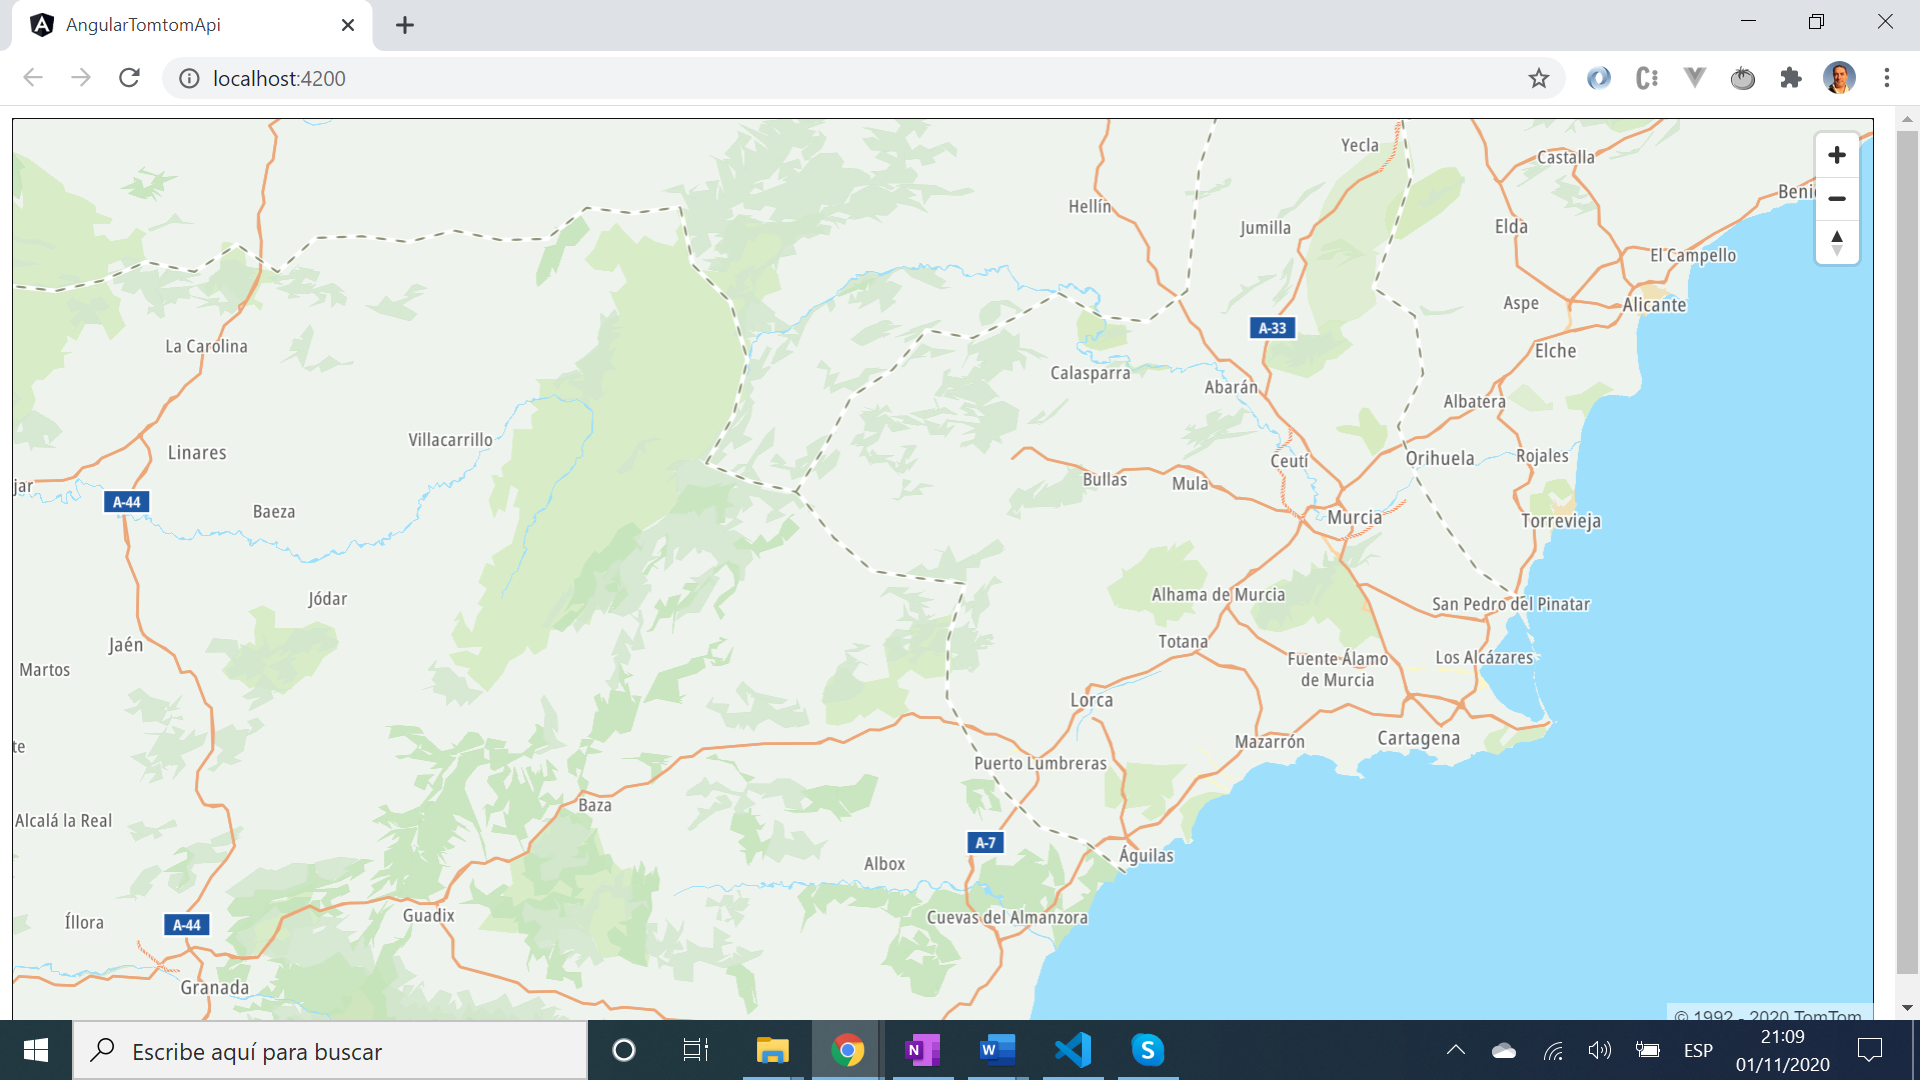 AngularTomtomApi
localhost:4200
Yecla
Castalla
Beni
Hellín
Jumilla
Elda
El Campello
Aspe
Alicante
A-33
La Carolina
Elche
Calasparra
Abarán
Albatera
Villacarrillo
Linares
Ceutí
Orihuela
Rojales
jar
Bullas
Mula
A-44
Baeza
Murcia
Torrevieja
Jódar
Alhama de Murcia
San Pedro del Pinatar
Jaén
Totana
Martos
Fuente Álamo
de Murcia
Los Alcázares
Lorca
te
Mazarrón
Cartagena
Puerto Lumbreras
Baza
Alcalá la Real
A-7
Águilas
Albox
Íllora
A-44
Guadix
Cuevas del Almanzora
Granada
© 1992 - 2020 TomTom
Escribe aquí para buscar
N
W
S
ESP
21:09
01/11/2020